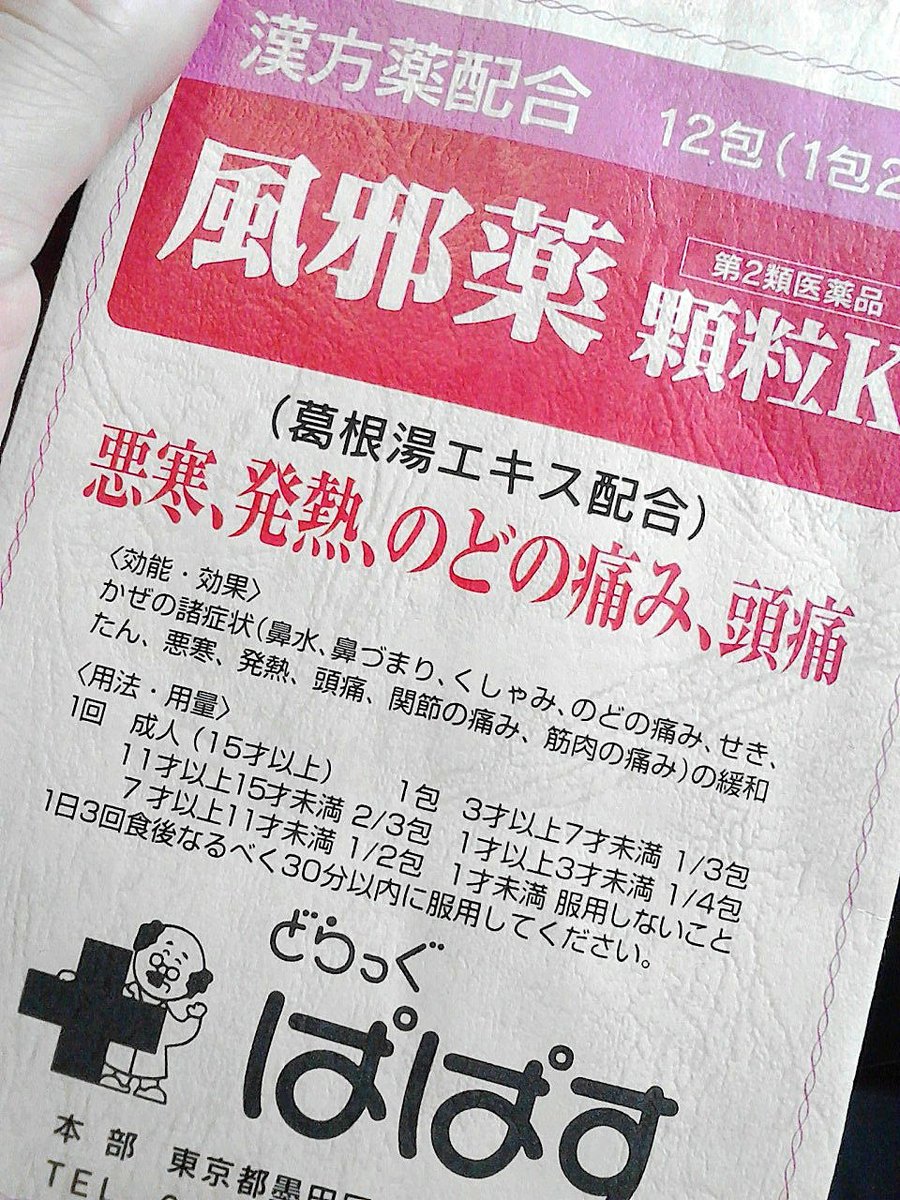 漢方薬配合
12包(1包2
風邪薬
第2類医薬品
顆粒K
(葛根湯エキス配合)
悪寒、発熱、のどの痛み、頭痛
〈効能・効果〉
かぜの諸症状(鼻水、鼻づまり、くしゃみ、のどの痛み、せき、
たん、悪寒、発熱、頭痛、関節の痛み、筋肉の痛み)の緩和
〈用法・用量〉
1回 成人(15才以上) 1包 3才以上7才未満 1/3包
11才以上15才未満 2/3包 1才以上3才未満 1/4包
7才以上11才未満 1/2包 1才未満 服用しないこと
1日3回食後なるべく30分以内に服用してください。
どらっぐ
ぱぱす
本部 東京都墨田区
TEL